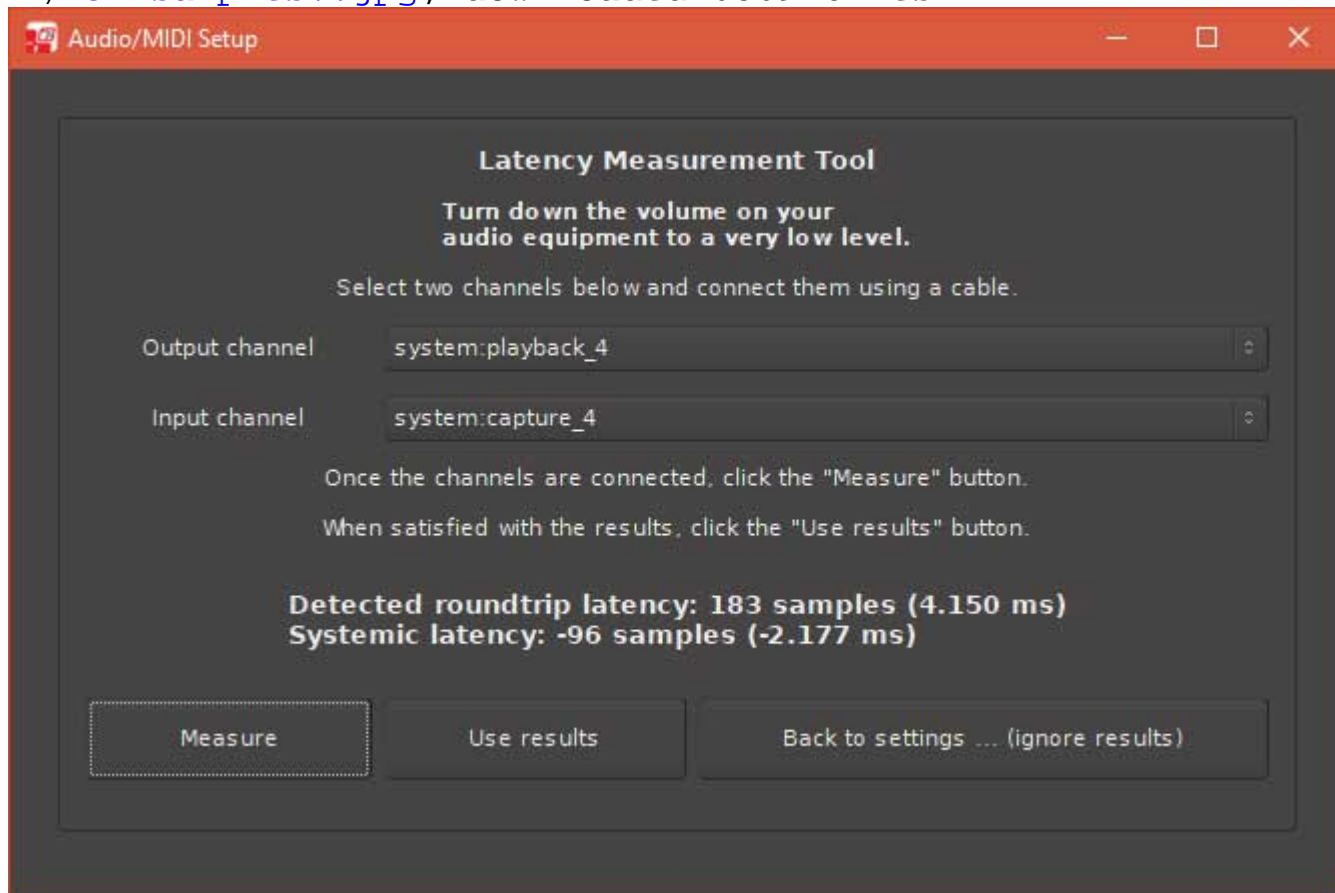 Audio/MIDI Setup
Latency Measurement Tool
Turn down the volume on your
audio equipment to a very low level.
Select two channels below and connect them using a cable.
Output channel system:playback_4
Input channel system:capture_4
Once the channels are connected, click the "Measure" button.
When satisfied with the results, click the "Use results" button.
Detected roundtrip latency: 183 samples (4.150 ms)
Systemic latency: -96 samples (-2.177 ms)
Measure Use results Back to settings ... (ignore results)